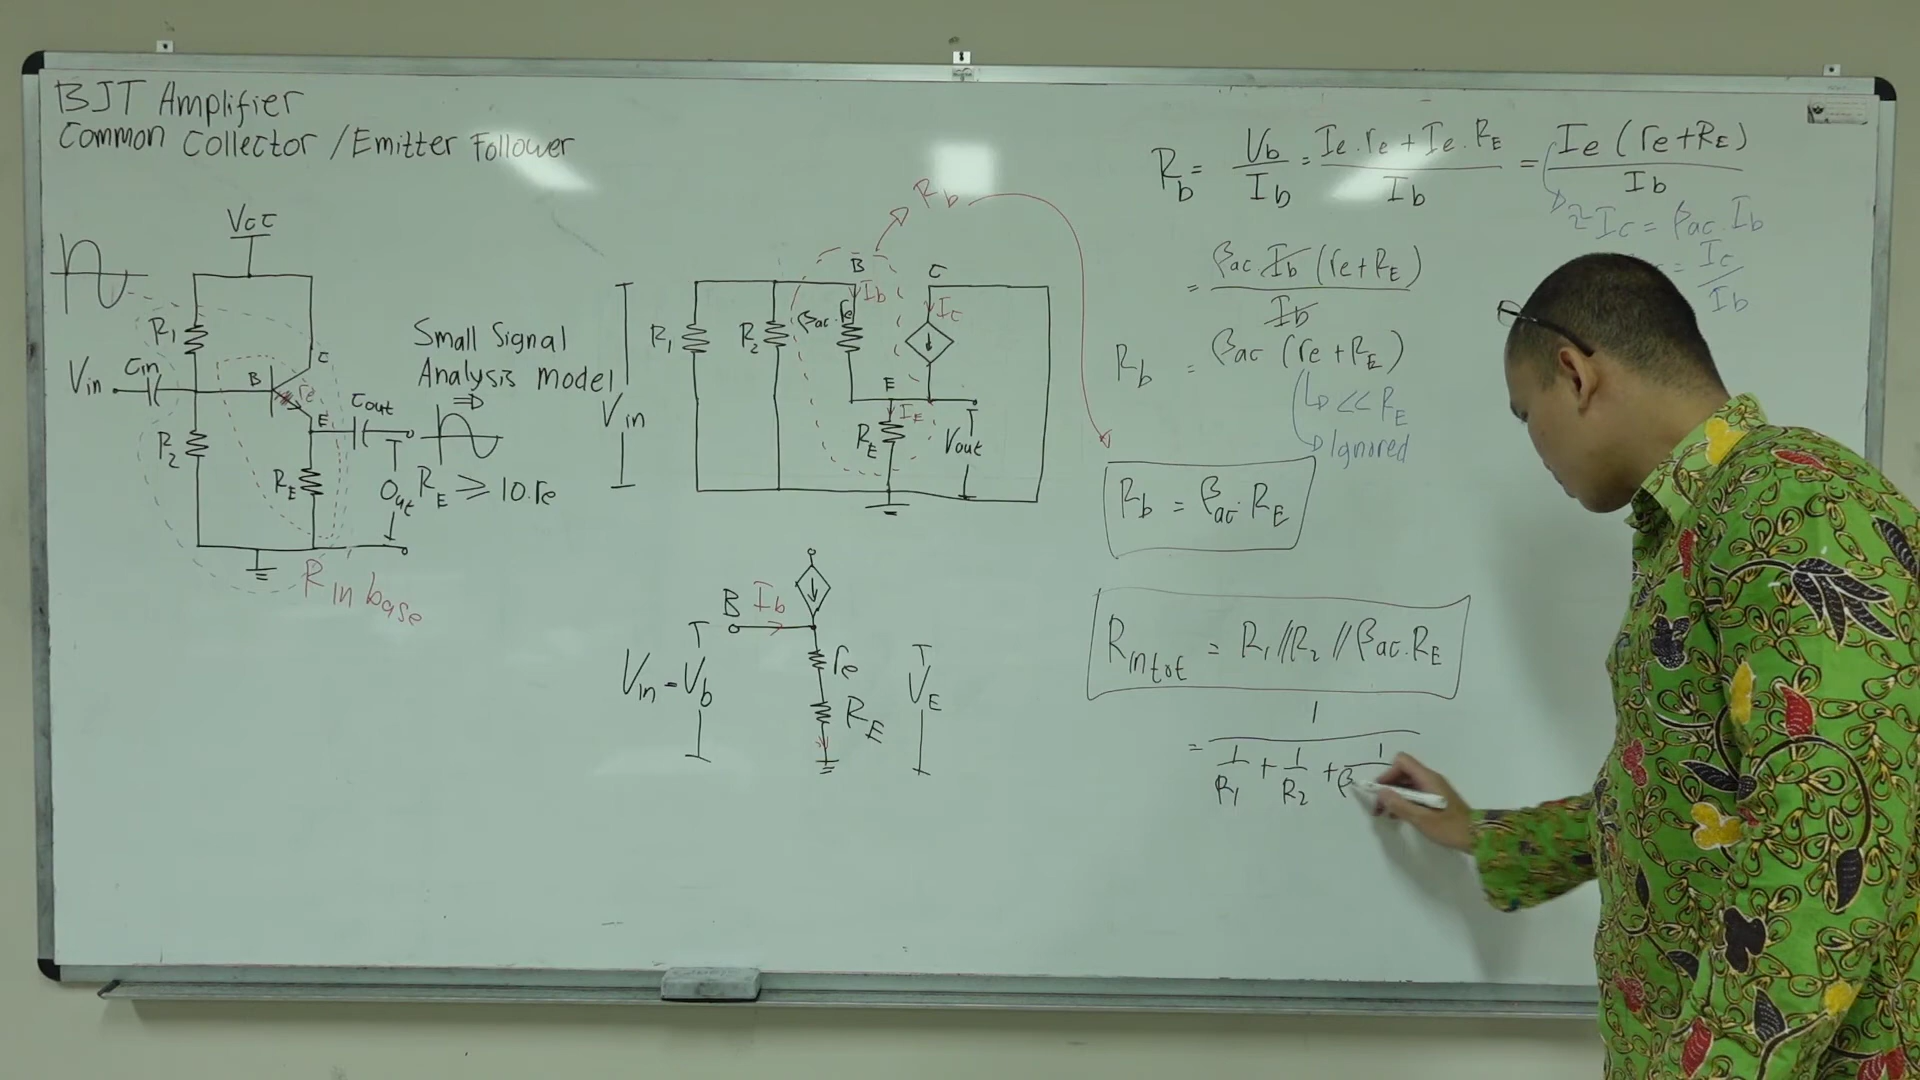 BJT Amplifier
Common Collector / Emitter Follower
Vcc
R1
Cin
Vin
B
C
re
E
Cout
R2
RE
Out
R in base
Small Signal
Analysis model
⇒
RE ≥ 10.re
Vin
R1
R2
βac.re
B
Ib
C
Ic
E
IE
RE
Vout
Rb
B
Ib
Vin = Vb
re
RE
VE
Rb = Vb/Ib = (Ie.re + Ie.RE)/Ib = Ie(re+RE)/Ib
≈ Ic = βac.Ib
= Ic/Ib
= βac.Ib(re+RE)/Ib
Rb = βac(re+RE)
<< RE
Ignored
Rb = βac.RE
Rin tot = R1//R2//βac.RE
= 1/(1/R1 + 1/R2 + 1/β